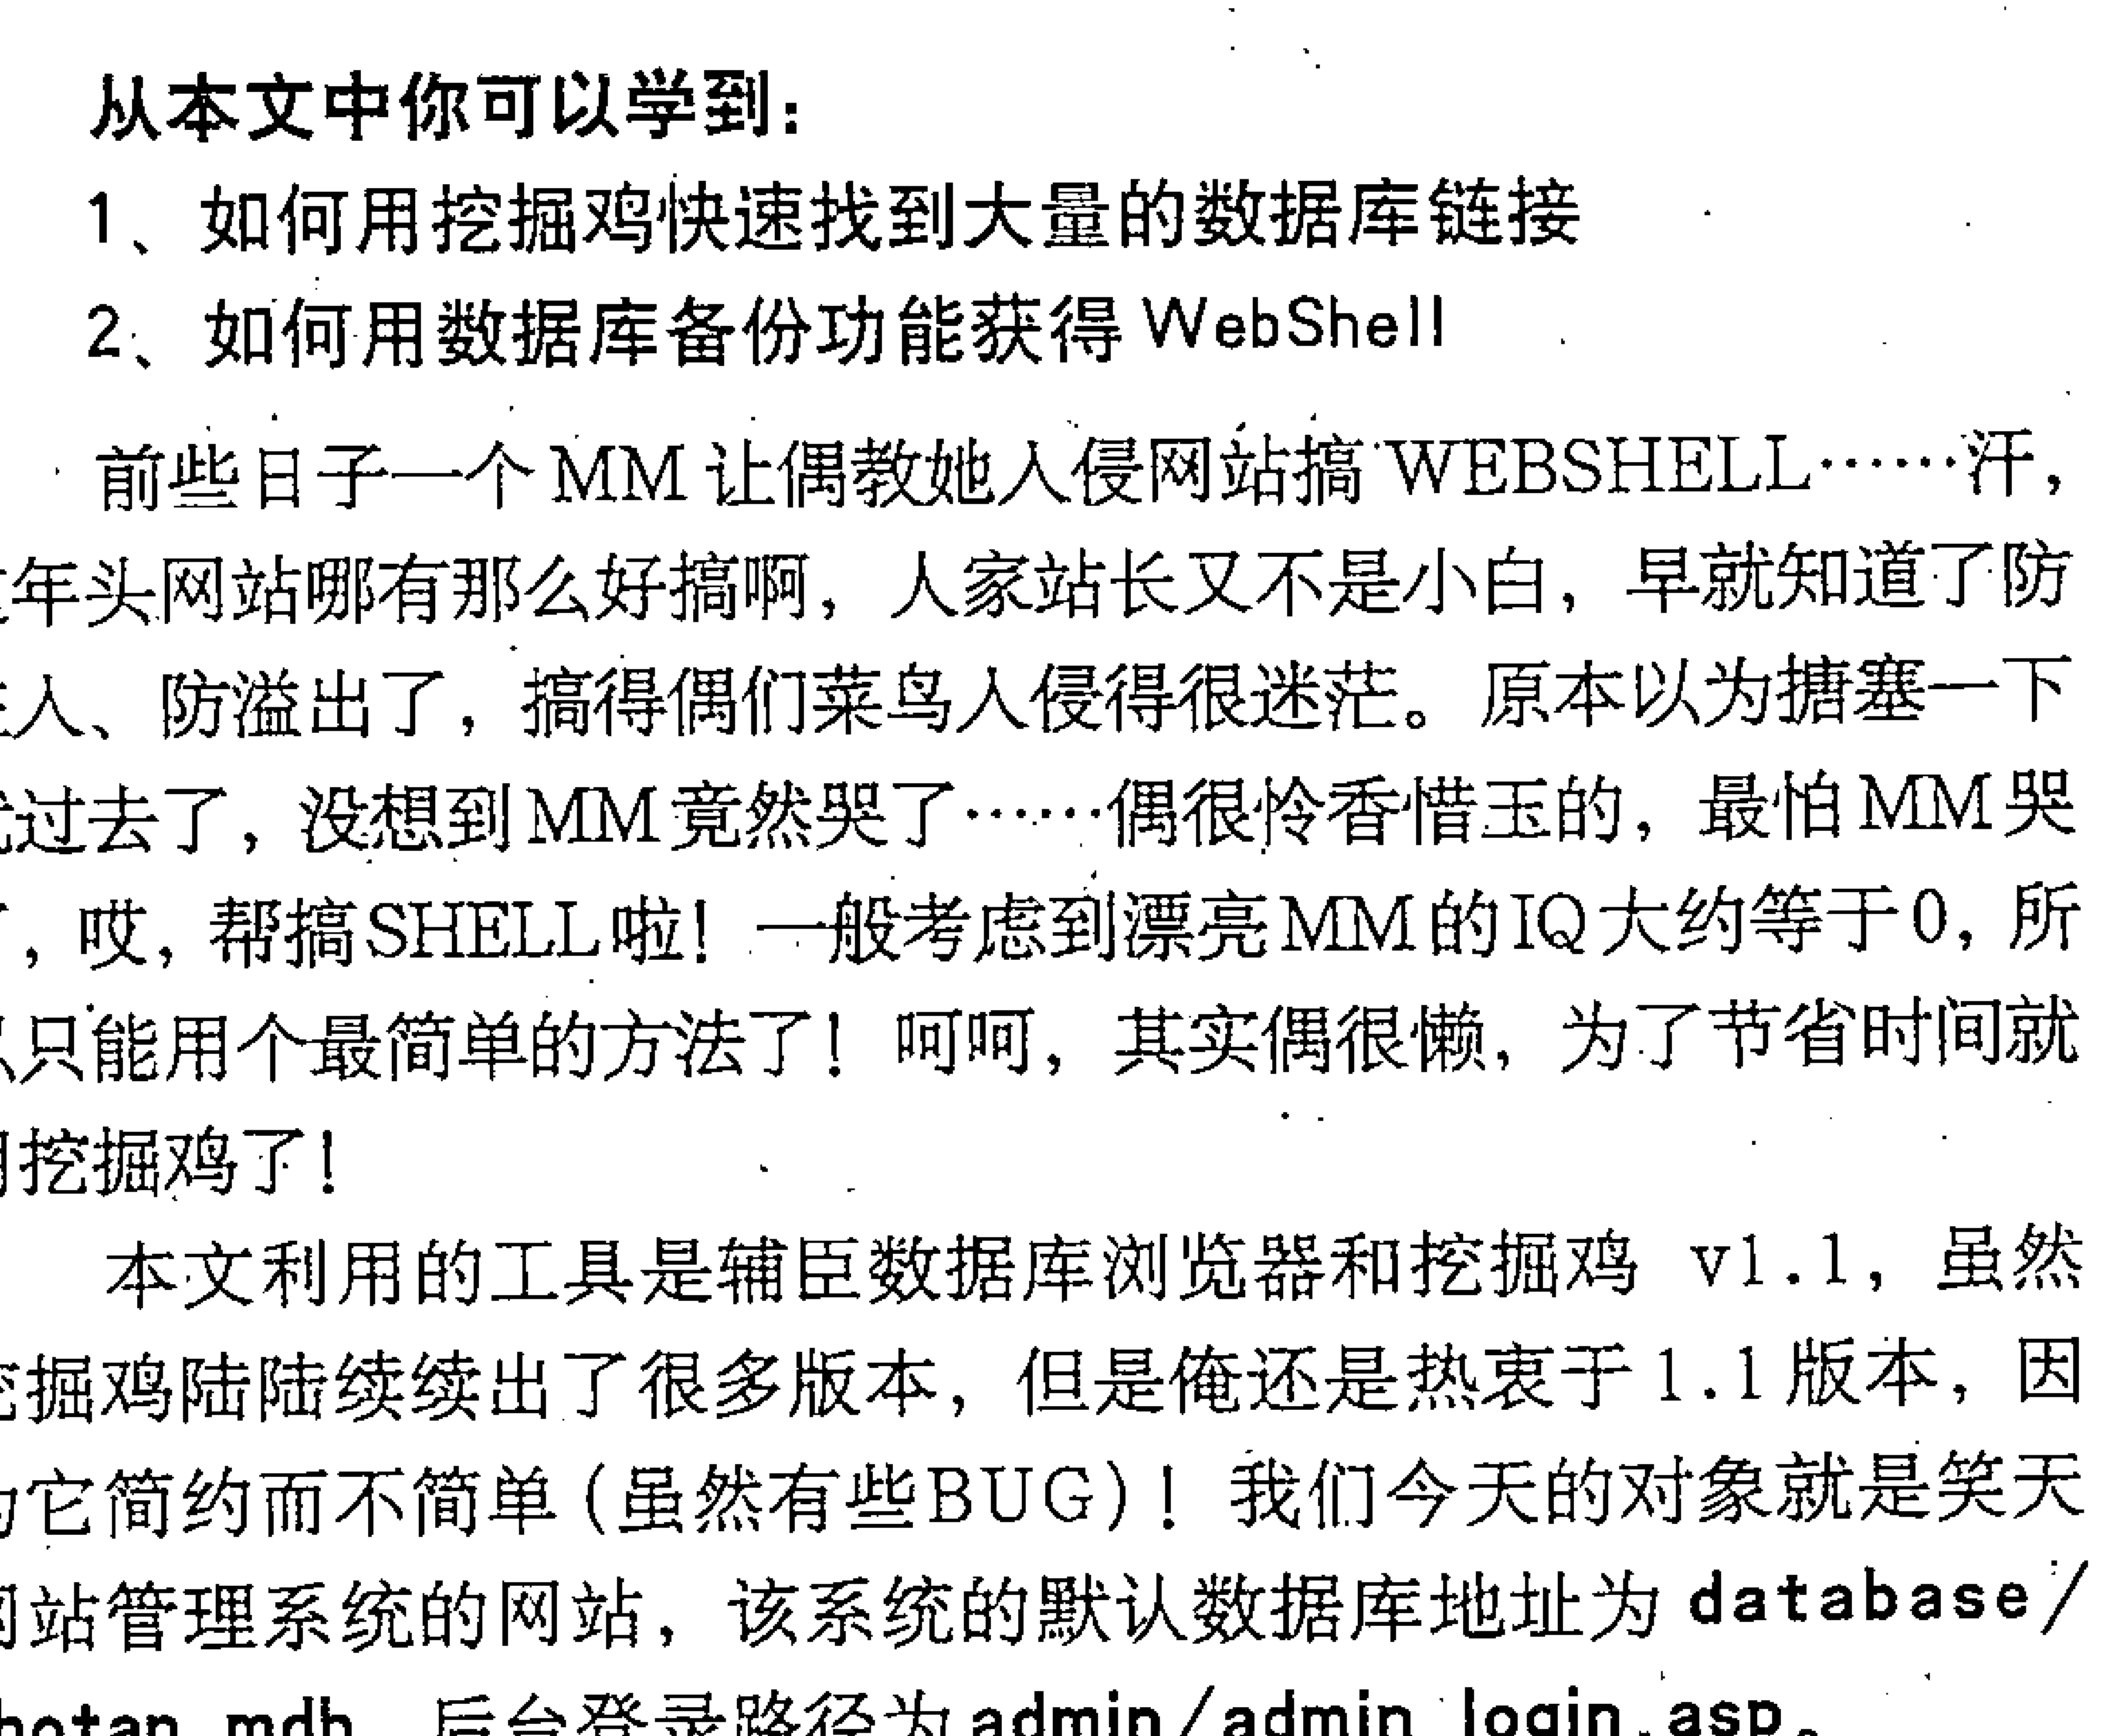 从本文中你可以学到:
1、如何用挖掘鸡快速找到大量的数据库链接
2、如何用数据库备份功能获得 WebShell
前些日子一个MM让偶教她入侵网站搞WEBSHELL……汗,
年头网站哪有那么好搞啊，人家站长又不是小白，早就知道了防
入、防溢出了，搞得偶们菜鸟入侵得很迷茫。原本以为搪塞一下
过去了，没想到MM竟然哭了……偶很怜香惜玉的，最怕MM哭
，哎，帮搞SHELL啦！一般考虑到漂亮MM的IQ大约等于0，所
只能用个最简单的方法了！呵呵，其实偶很懒，为了节省时间就
挖掘鸡了！
本文利用的工具是辅臣数据库浏览器和挖掘鸡 v1.1，虽然
掘鸡陆陆续续出了很多版本，但是俺还是热衷于1.1版本，因
它简约而不简单(虽然有些BUG)！我们今天的对象就是笑天
站管理系统的网站，该系统的默认数据库地址为 database/
后台登录路径为admin/admin_login.asp。